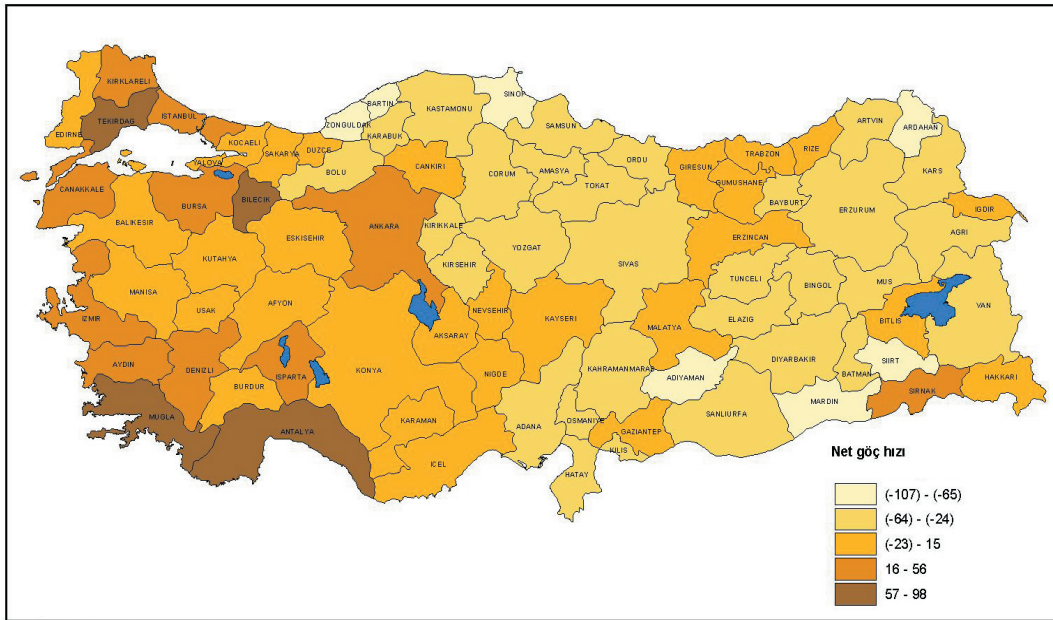 KIRKLARELI
TEKIRDAG
ISTANBUL
EDIRNE
KOCAELI
YALOVA
SAKARYA
DUZCE
ZONGULDAK
BARTIN
KARABUK
KASTAMONU
SINOP
SAMSUN
BOLU
CANKIRI
CORUM
AMASYA
ORDU
TOKAT
GIRESUN
TRABZON
RIZE
GUMUSHANE
BAYBURT
ARTVIN
ARDAHAN
KARS
ERZURUM
IGDIR
AGRI
CANAKKALE
BALIKESIR
BURSA
BILECIK
ESKISEHIR
ANKARA
KIRIKKALE
KIRSEHIR
YOZGAT
SIVAS
ERZINCAN
TUNCELI
BINGOL
MUS
VAN
KUTAHYA
MANISA
USAK
AFYON
IZMIR
AYDIN
DENIZLI
BURDUR
ISPARTA
KONYA
AKSARAY
NEVSEHIR
KAYSERI
NIGDE
MALATYA
ELAZIG
BITLIS
SIIRT
DIYARBAKIR
BATMAN
KAHRAMANMARAS
ADIYAMAN
MARDIN
SIRNAK
HAKKARI
MUGLA
ANTALYA
KARAMAN
ICEL
ADANA
OSMANIYE
GAZIANTEP
KILIS
HATAY
SANLIURFA
Net göç hızı
(-107) - (-65)
(-64) - (-24)
(-23) - 15
16 - 56
57 - 98